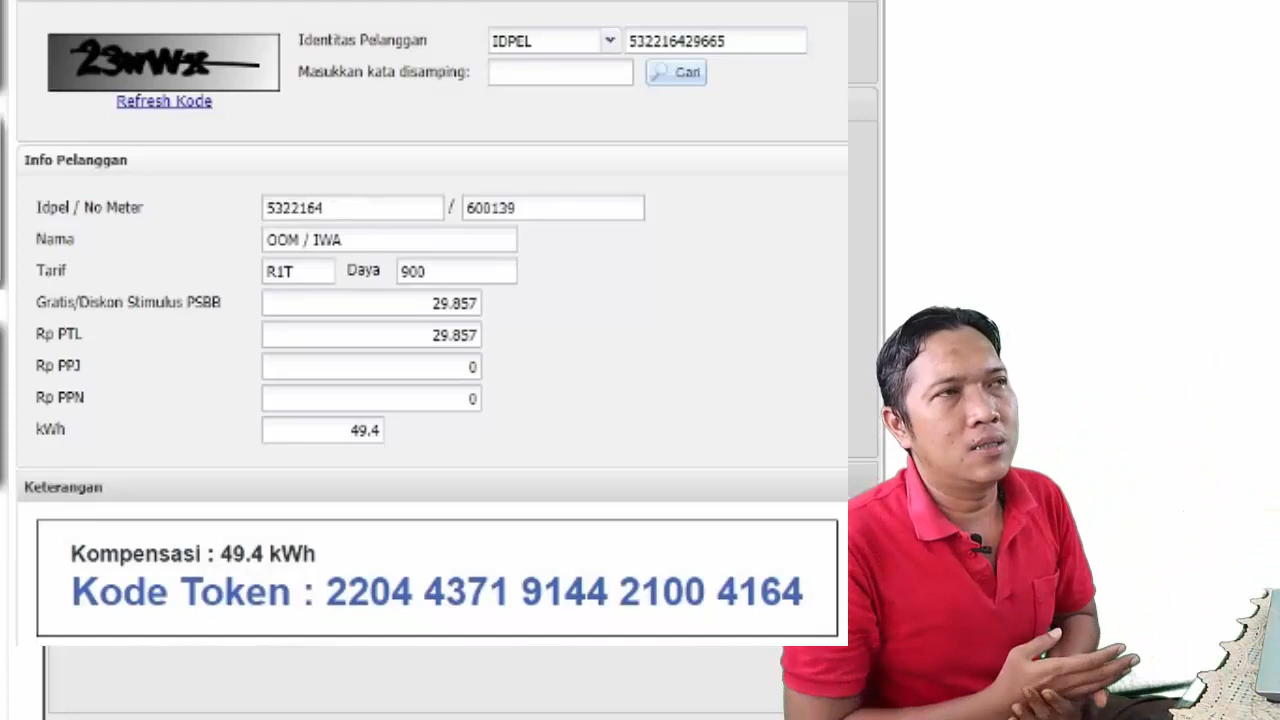 23nrWx
Refresh Kode
Identitas Pelanggan IDPEL 532216429665
Masukkan kata disamping: Cari
Info Pelanggan
Idpel / No Meter 5322164 / 600139
Nama OOM / IWA
Tarif R1T Daya 900
Gratis/Diskon Stimulus PSBB 29.857
Rp PTL 29.857
Rp PPJ 0
Rp PPN 0
kWh 49.4
Keterangan
Kompensasi : 49.4 kWh
Kode Token : 2204 4371 9144 2100 4164